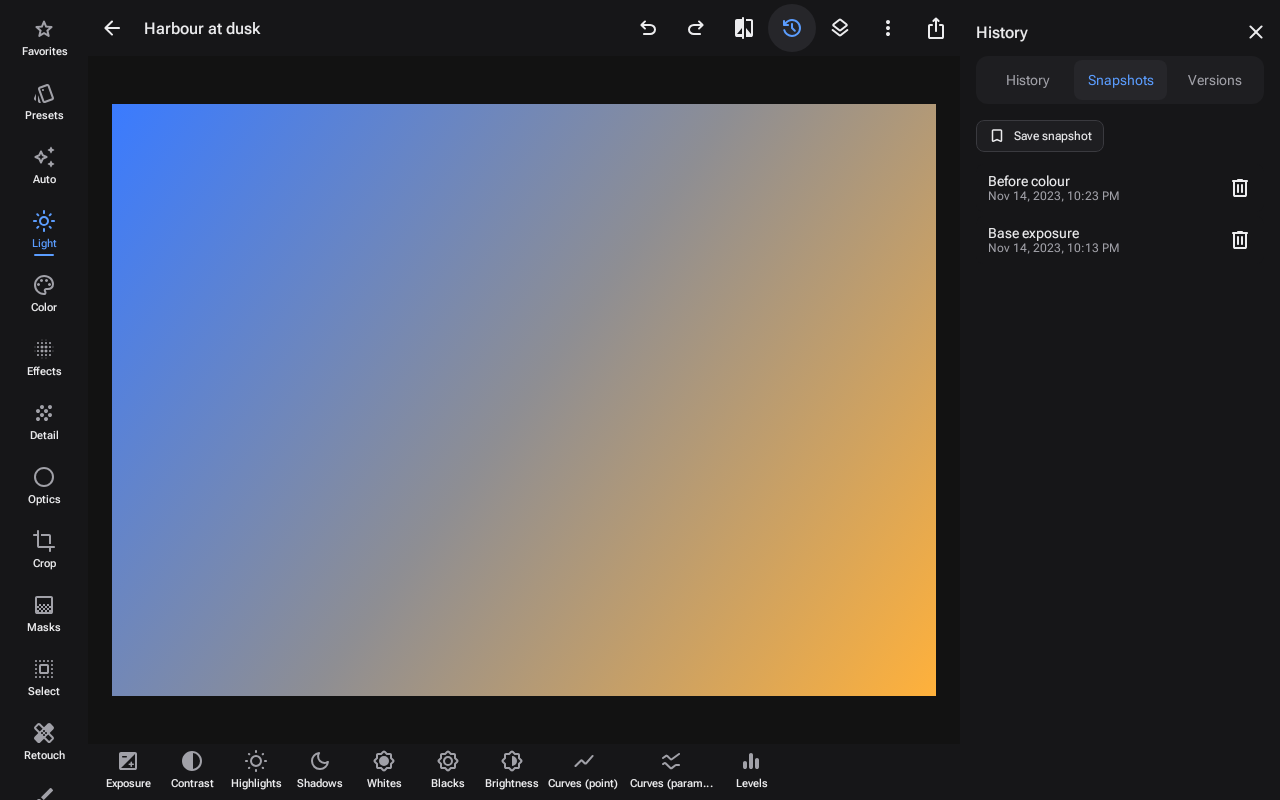 Favorites
Presets
Auto
Light
Color
Effects
Detail
Optics
Crop
Masks
Select
Retouch
Harbour at dusk
Exposure
Contrast
Highlights
Shadows
Whites
Blacks
Brightness
Curves (point)
Curves (param...
Levels
History
History
Snapshots
Versions
Save snapshot
Before colour
Nov 14, 2023, 10:23 PM
Base exposure
Nov 14, 2023, 10:13 PM